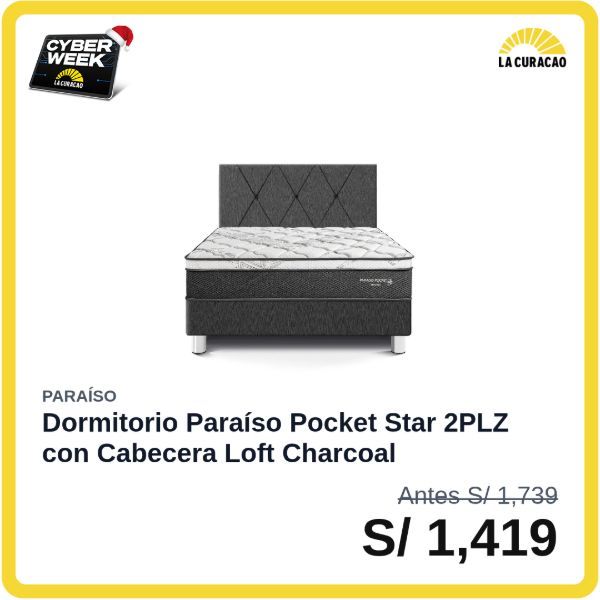 CYBER
WEEK
LA CURACAO
LA CURACAO
PARAÍSO
Dormitorio Paraíso Pocket Star 2PLZ
con Cabecera Loft Charcoal
Antes S/ 1,739
S/ 1,419